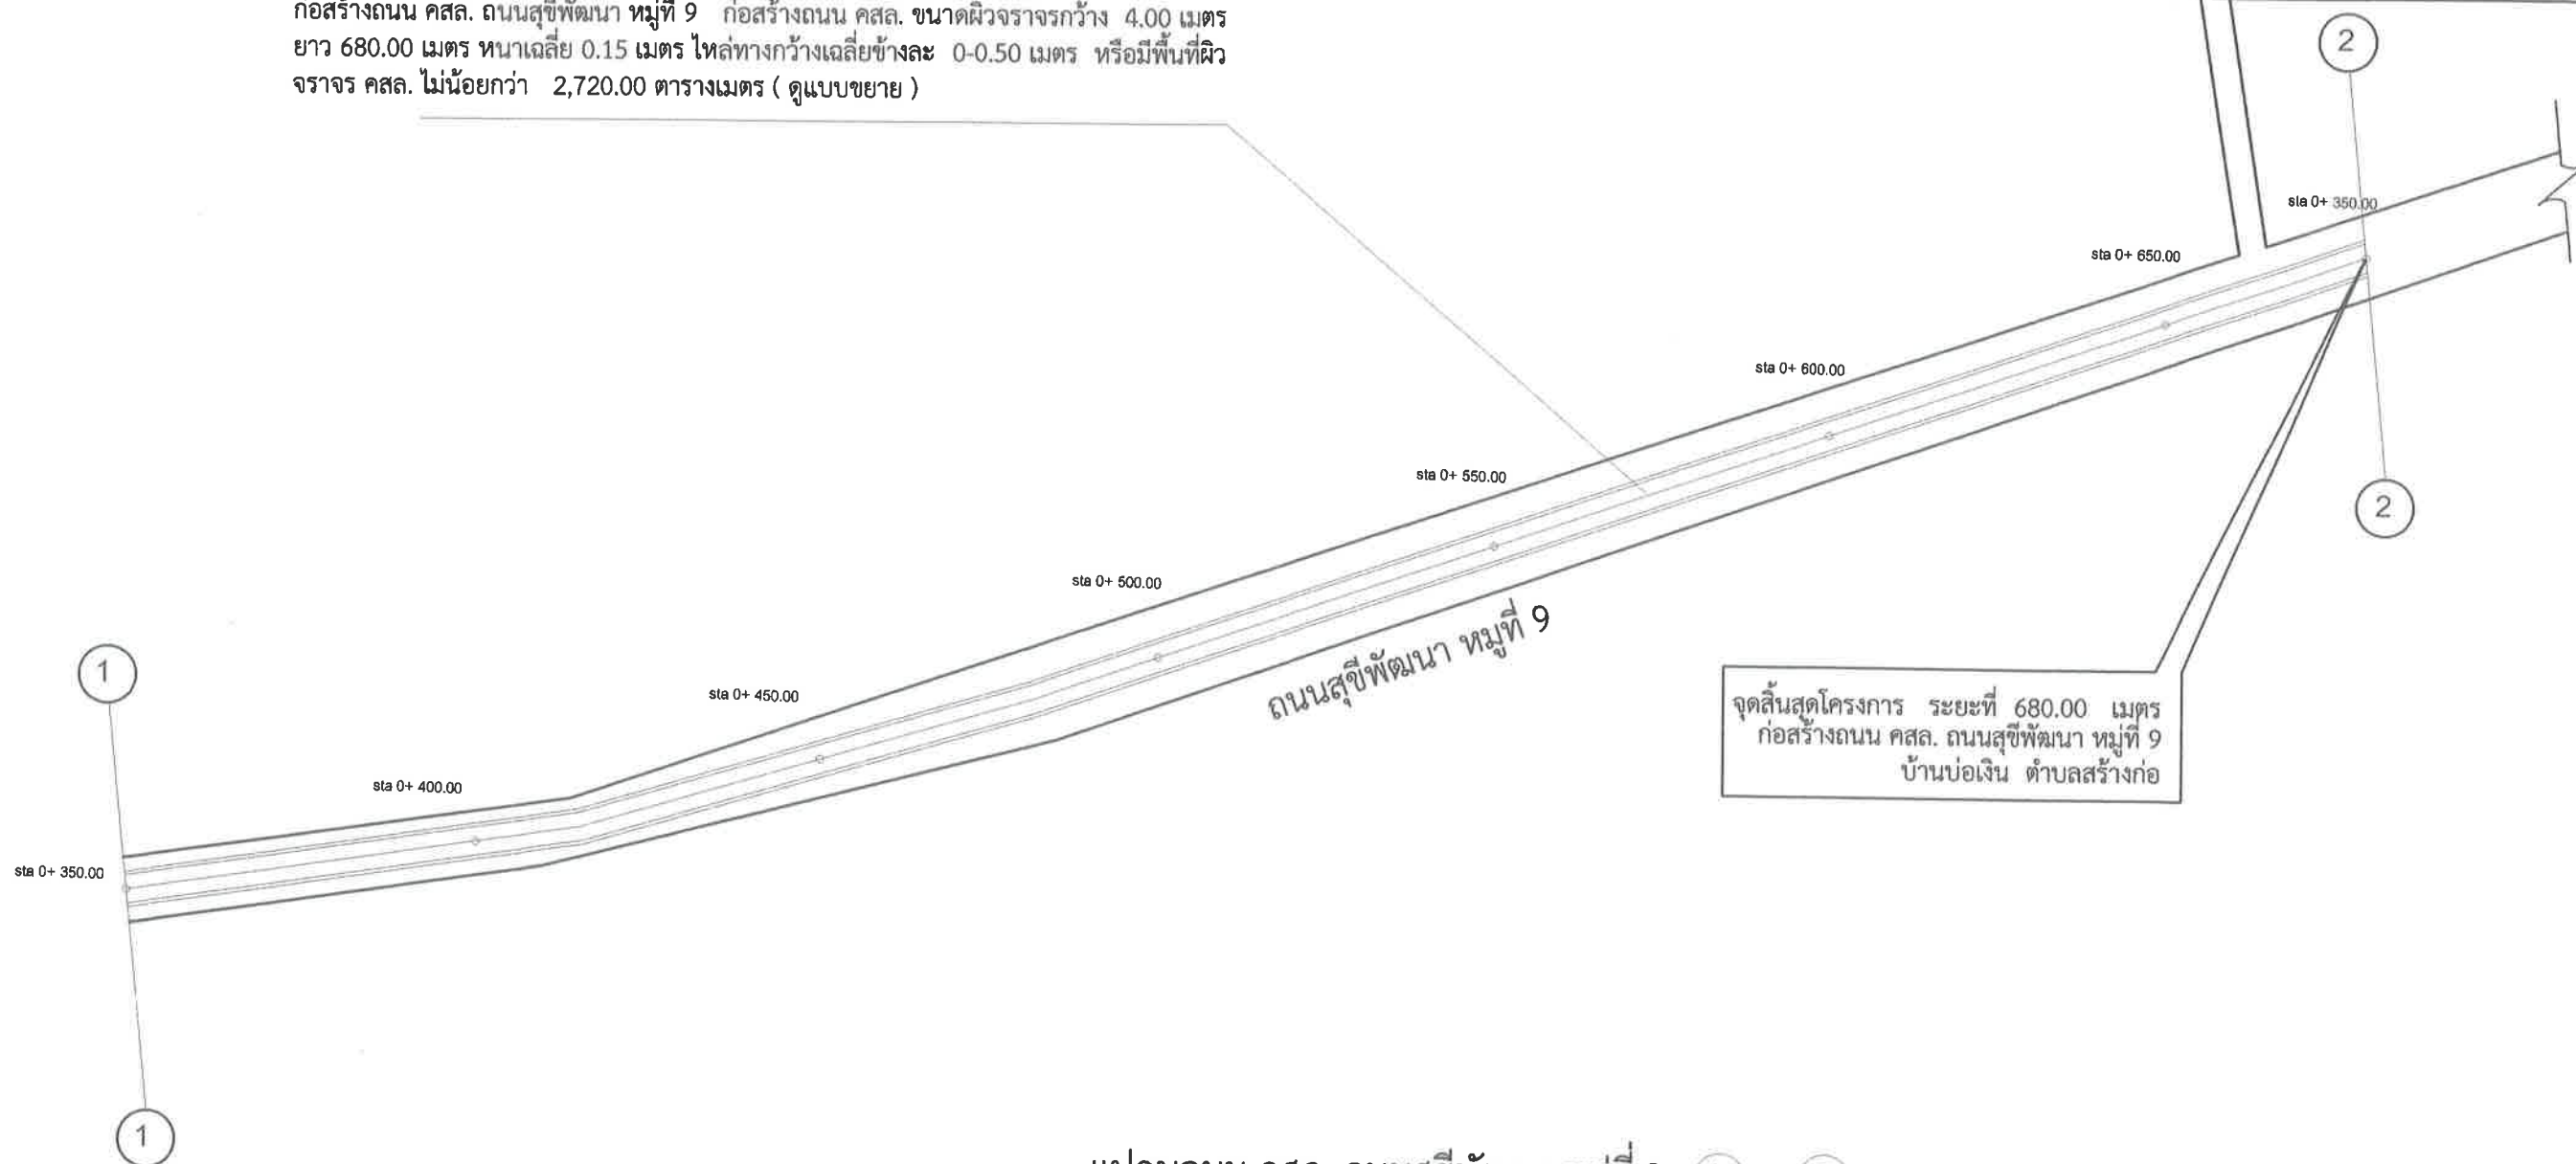 ก่อสร้างถนน คสล. ถนนสุขีพัฒนา หมู่ที่ 9 ก่อสร้างถนน คสล. ขนาดผิวจราจรกว้าง 4.00 เมตร
ยาว 680.00 เมตร หนาเฉลี่ย 0.15 เมตร ไหล่ทางกว้างเฉลี่ยข้างละ 0-0.50 เมตร หรือมีพื้นที่ผิว
จราจร คสล. ไม่น้อยกว่า 2,720.00 ตารางเมตร ( ดูแบบขยาย )
2
sta 0+ 350.00
sta 0+ 650.00
sta 0+ 600.00
sta 0+ 550.00
2
sta 0+ 500.00
ถนนสุขีพัฒนา หมู่ที่ 9
1
sta 0+ 450.00
จุดสิ้นสุดโครงการ ระยะที่ 680.00 เมตร
ก่อสร้างถนน คสล. ถนนสุขีพัฒนา หมู่ที่ 9
บ้านบ่อเงิน ตำบลสร้างก่อ
sta 0+ 400.00
sta 0+ 350.00
1